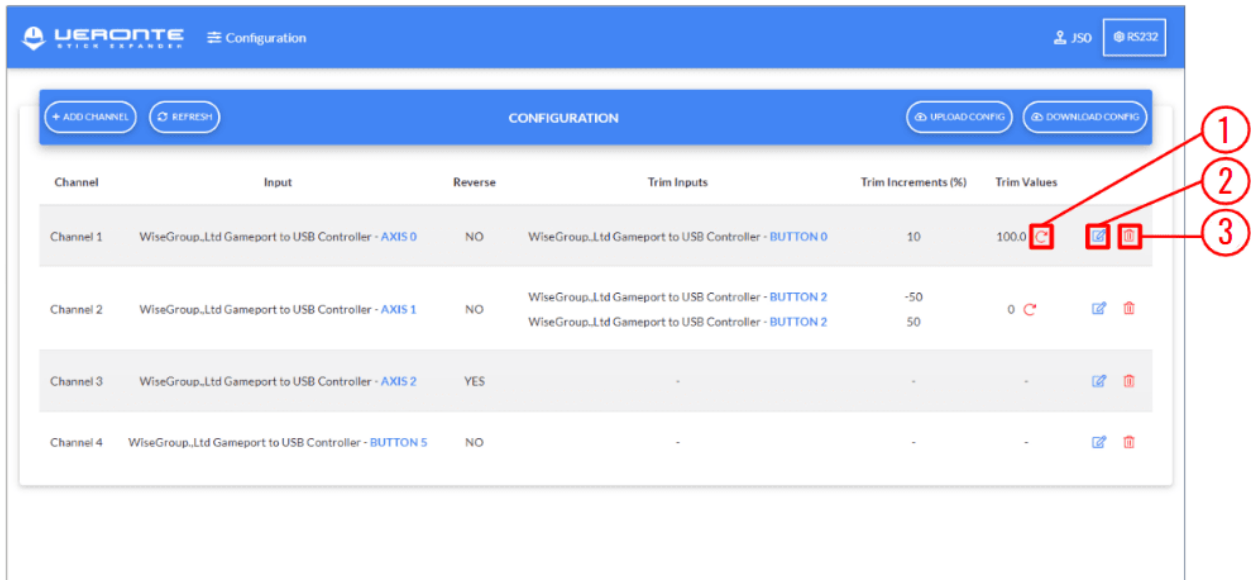 VERONTE
STICK EXPANDER
Configuration
JS0
RS232
+ ADD CHANNEL
REFRESH
CONFIGURATION
UPLOAD CONFIG
DOWNLOAD CONFIG
Channel Input Reverse Trim Inputs Trim Increments (%) Trim Values
Channel 1 WiseGroup.,Ltd Gameport to USB Controller - AXIS 0 NO WiseGroup.,Ltd Gameport to USB Controller - BUTTON 0 10 100.0
WiseGroup.,Ltd Gameport to USB Controller - BUTTON 2 -50
Channel 2 WiseGroup.,Ltd Gameport to USB Controller - AXIS 1 NO 0
WiseGroup.,Ltd Gameport to USB Controller - BUTTON 2 50
Channel 3 WiseGroup.,Ltd Gameport to USB Controller - AXIS 2 YES - - -
Channel 4 WiseGroup.,Ltd Gameport to USB Controller - BUTTON 5 NO - - -
1
2
3